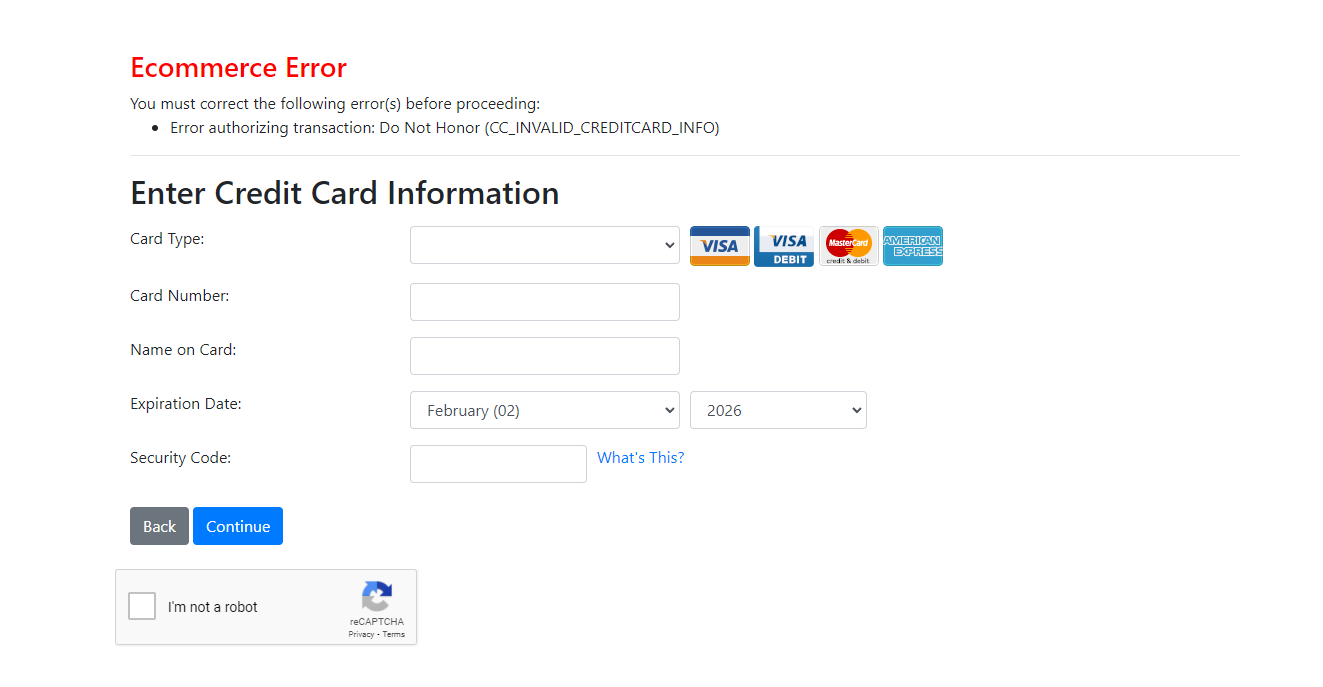 Ecommerce Error
You must correct the following error(s) before proceeding:
Error authorizing transaction: Do Not Honor (CC_INVALID_CREDITCARD_INFO)
Enter Credit Card Information
Card Type:
VISA
VISA DEBIT
MasterCard credit & debit
AMERICAN EXPRESS
Card Number:
Name on Card:
Expiration Date:
February (02)
2026
Security Code:
What's This?
Back
Continue
I'm not a robot
reCAPTCHA
Privacy - Terms